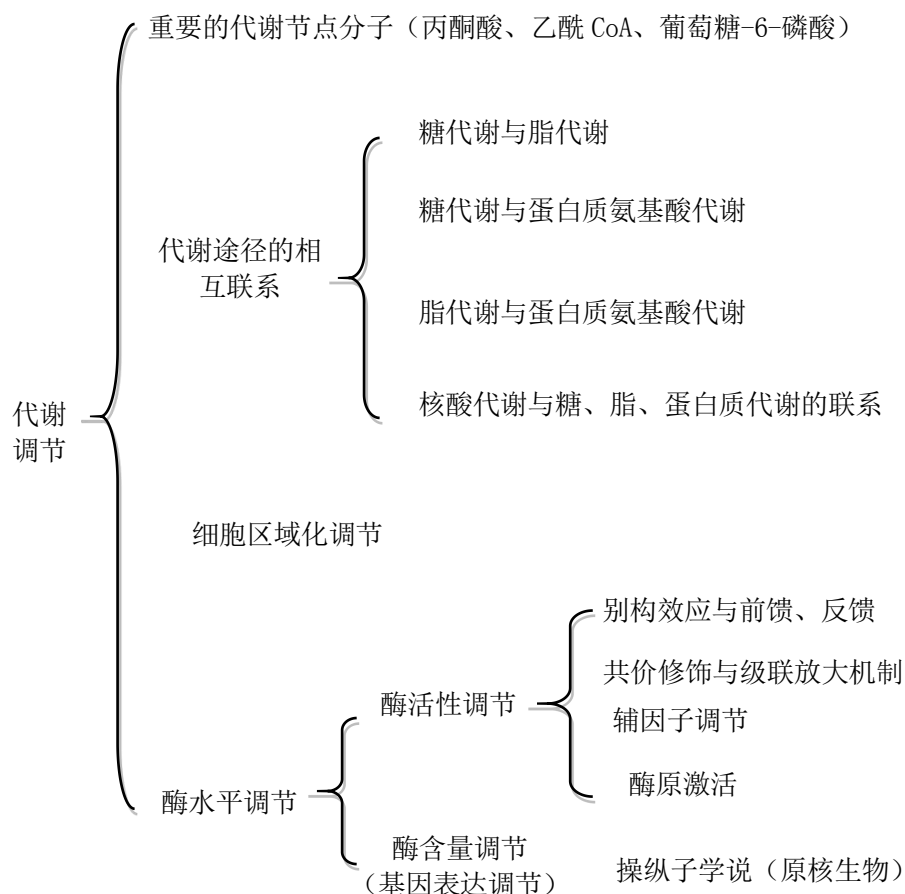 重要的代谢节点分子（丙酮酸、乙酰 CoA、葡萄糖-6-磷酸）
糖代谢与脂代谢
糖代谢与蛋白质氨基酸代谢
代谢途径的相
互联系
脂代谢与蛋白质氨基酸代谢
核酸代谢与糖、脂、蛋白质代谢的联系
代谢
调节
细胞区域化调节
别构效应与前馈、反馈
共价修饰与级联放大机制
酶活性调节
辅因子调节
酶原激活
酶水平调节
酶含量调节
（基因表达调节）
操纵子学说（原核生物）